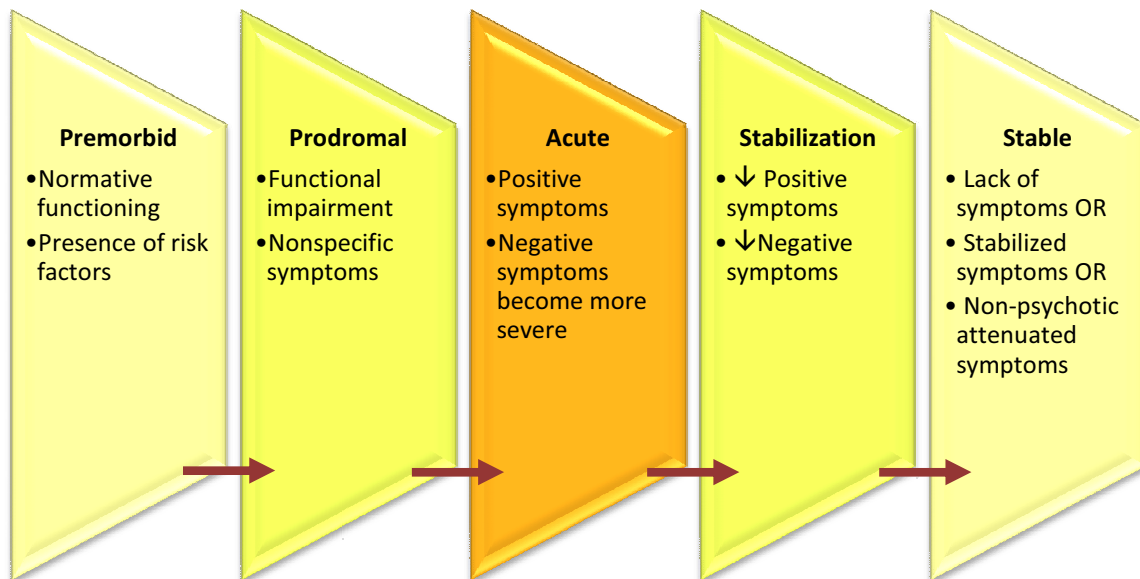 Premorbid
•Normative
functioning
•Presence of risk
factors
Prodromal
•Functional
impairment
•Nonspecific
symptoms
Acute
•Positive
symptoms
•Negative
symptoms
become more
severe
Stabilization
• ↓ Positive
symptoms
• ↓Negative
symptoms
Stable
• Lack of
symptoms OR
• Stabilized
symptoms OR
• Non-psychotic
attenuated
symptoms